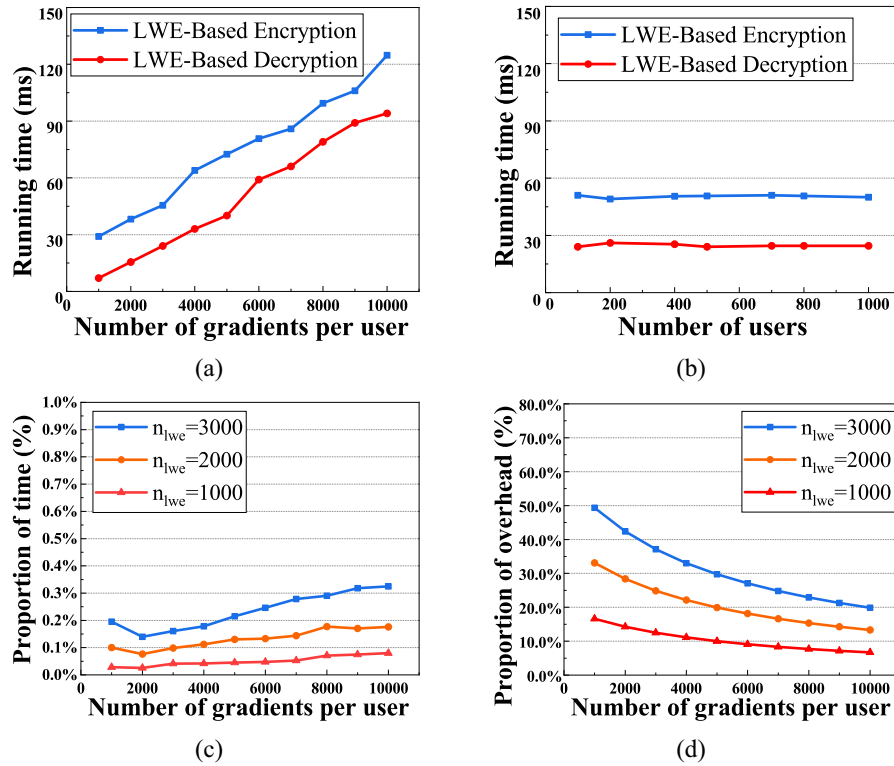 150
120
90
60
30
0
Running time (ms)
LWE-Based Encryption
LWE-Based Decryption
0 2000 4000 6000 8000 10000
Number of gradients per user
(a)
150
120
90
60
30
0
Running time (ms)
LWE-Based Encryption
LWE-Based Decryption
0 200 400 600 800 1000
Number of users
(b)
1.0%
0.9%
0.8%
0.7%
0.6%
0.5%
0.4%
0.3%
0.2%
0.1%
0.0%
Proportion of time (%)
n_lwe=3000
n_lwe=2000
n_lwe=1000
0 2000 4000 6000 8000 10000
Number of gradients per user
(c)
80.0%
70.0%
60.0%
50.0%
40.0%
30.0%
20.0%
10.0%
0.0%
Proportion of overhead (%)
n_lwe=3000
n_lwe=2000
n_lwe=1000
0 2000 4000 6000 8000 10000
Number of gradients per user
(d)